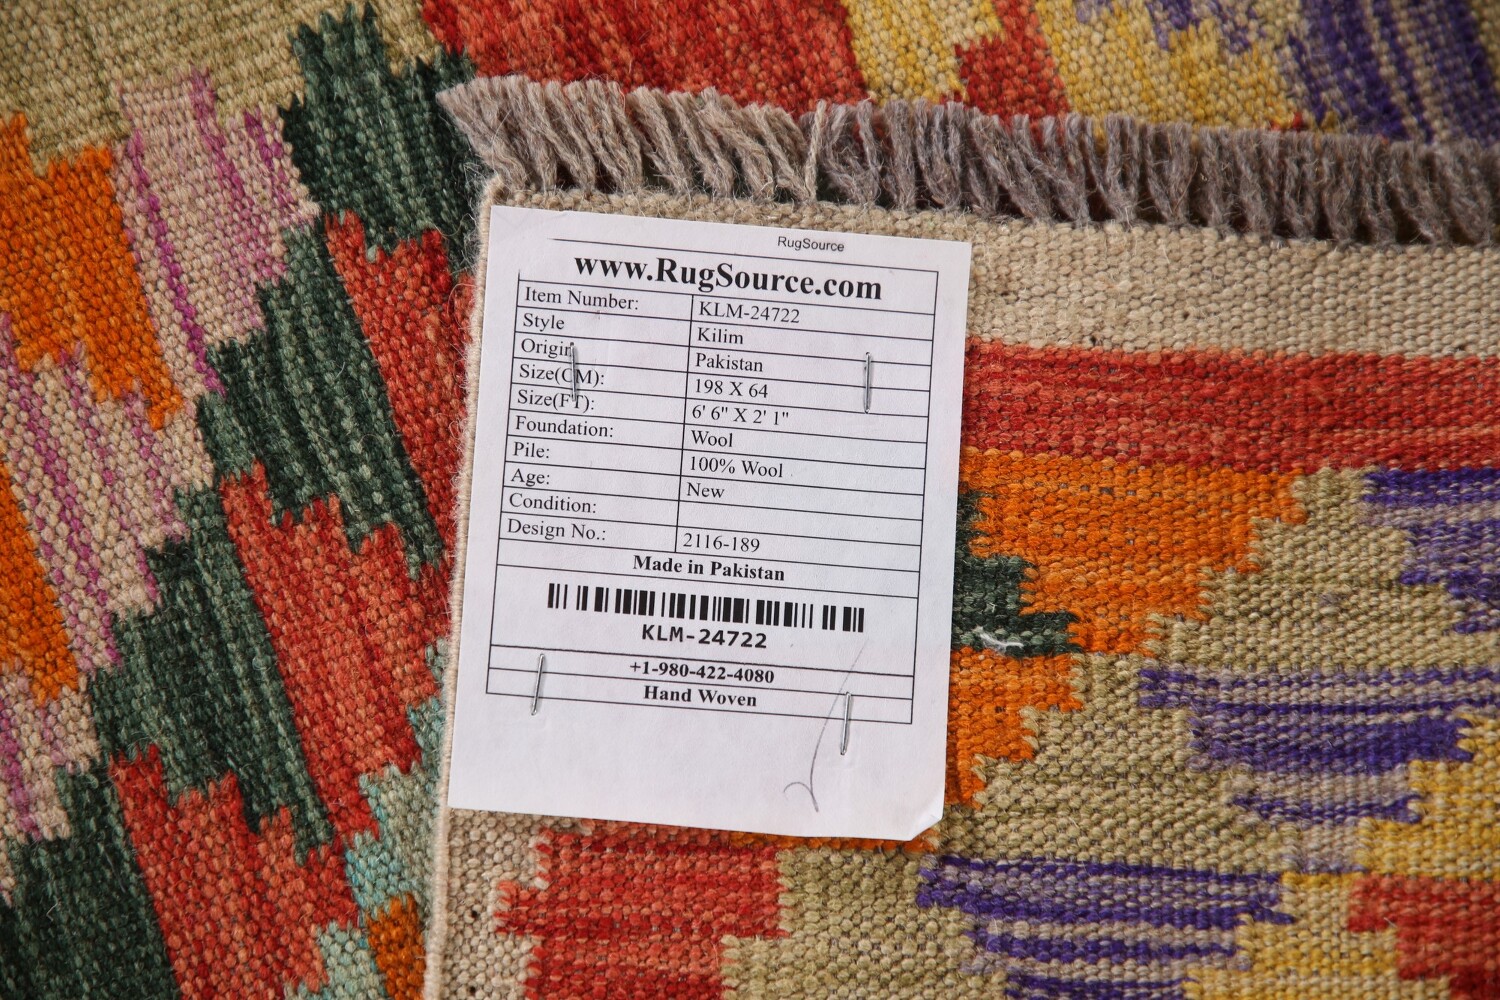 RugSource
www.RugSource.com
Item Number: KLM-24722
Style Kilim
Origin Pakistan
Size(CM): 198 X 64
Size(FT): 6' 6" X 2' 1"
Foundation: Wool
Pile: 100% Wool
Age: New
Condition:
Design No.: 2116-189
Made in Pakistan
KLM-24722
+1-980-422-4080
Hand Woven